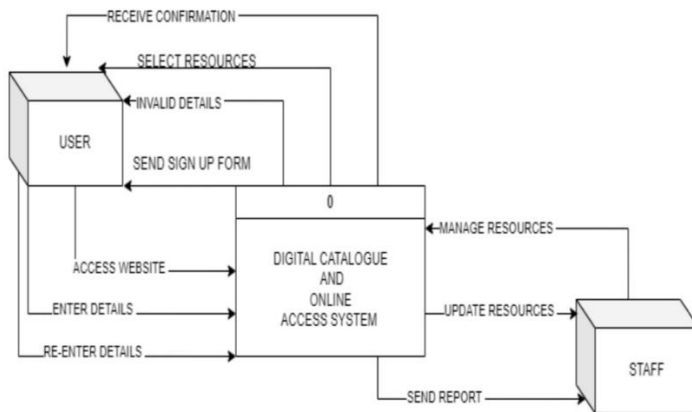 RECEIVE CONFIRMATION
SELECT RESOURCES
INVALID DETAILS
USER
SEND SIGN UP FORM
0
MANAGE RESOURCES
DIGITAL CATALOGUE
AND
ONLINE
ACCESS SYSTEM
ACCESS WEBSITE
ENTER DETAILS
UPDATE RESOURCES
RE-ENTER DETAILS
STAFF
SEND REPORT